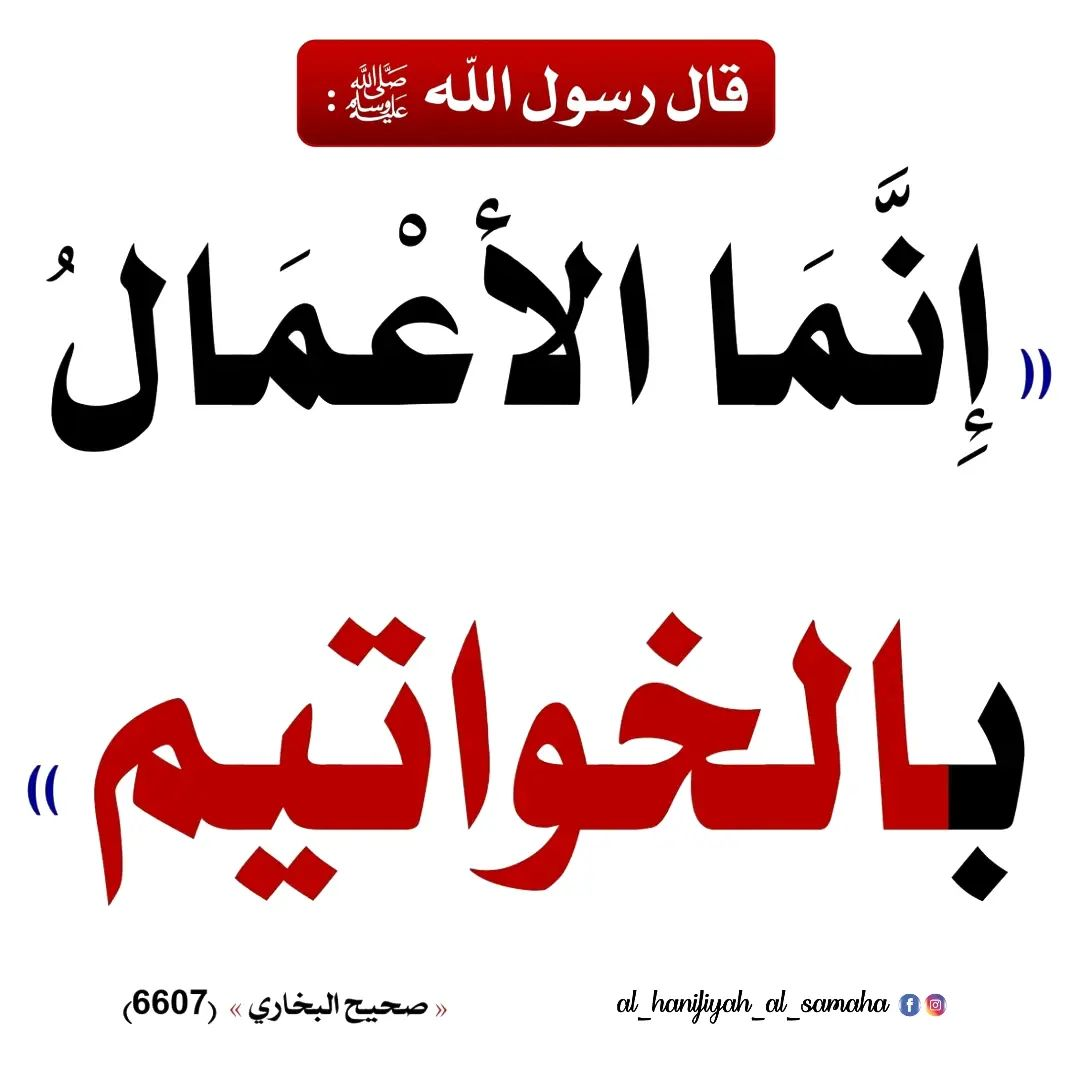 قال رسول الله ﷺ :
(( إِنَّمَا الأَعْمَالُ
بالخواتيم ))
« صحيح البخاري » (6607)
al_hanifiyah_al_samaha